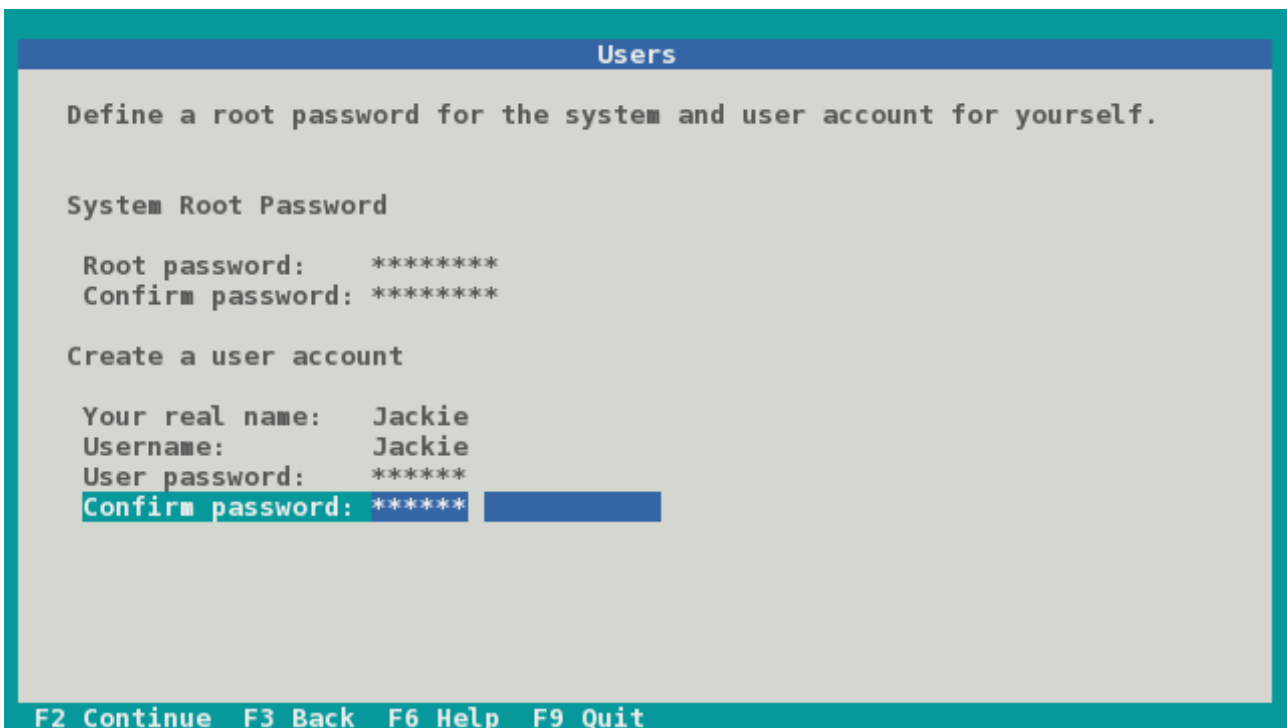 Users
Define a root password for the system and user account for yourself.
System Root Password
Root password: ********
Confirm password: ********
Create a user account
Your real name: Jackie
Username: Jackie
User password: ******
Confirm password: ******
F2 Continue F3 Back F6 Help F9 Quit